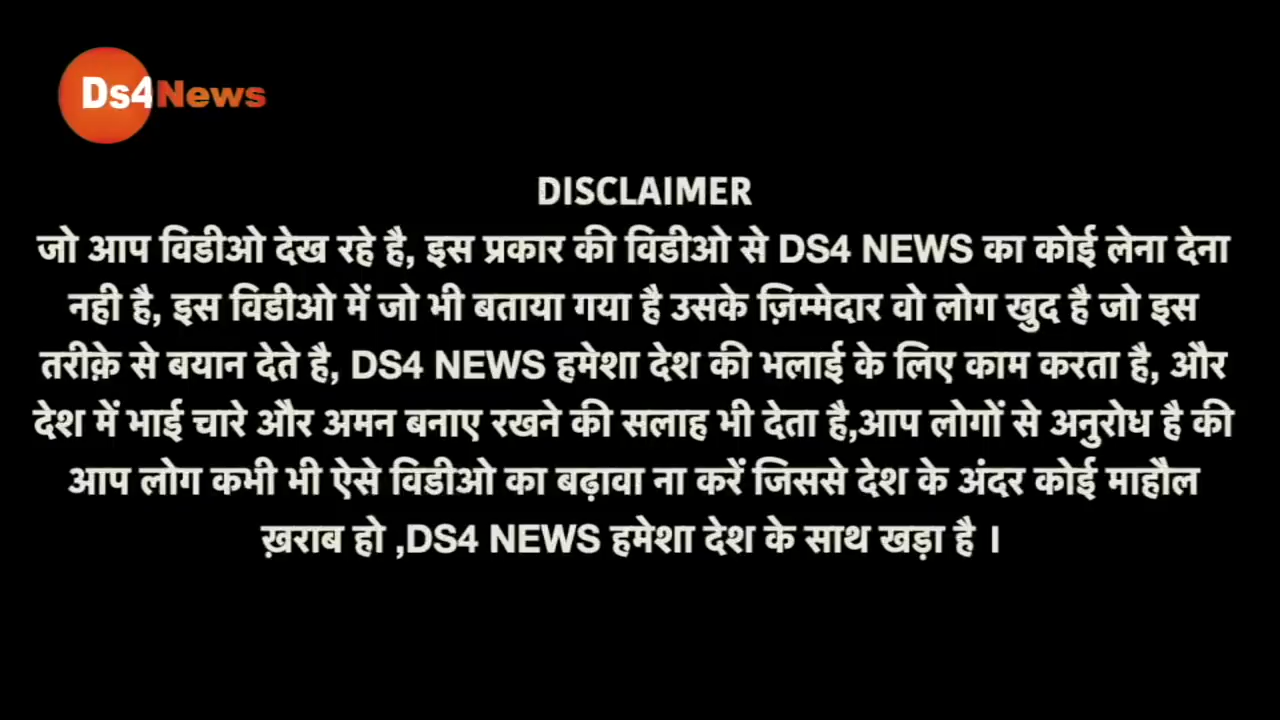 Ds4News
DISCLAIMER
जो आप विडीओ देख रहे है, इस प्रकार की विडीओ से DS4 NEWS का कोई लेना देना
नही है, इस विडीओ में जो भी बताया गया है उसके ज़िम्मेदार वो लोग खुद है जो इस
तरीक़े से बयान देते है, DS4 NEWS हमेशा देश की भलाई के लिए काम करता है, और
देश में भाई चारे और अमन बनाए रखने की सलाह भी देता है,आप लोगों से अनुरोध है की
आप लोग कभी भी ऐसे विडीओ का बढ़ावा ना करें जिससे देश के अंदर कोई माहौल
ख़राब हो ,DS4 NEWS हमेशा देश के साथ खड़ा है ।